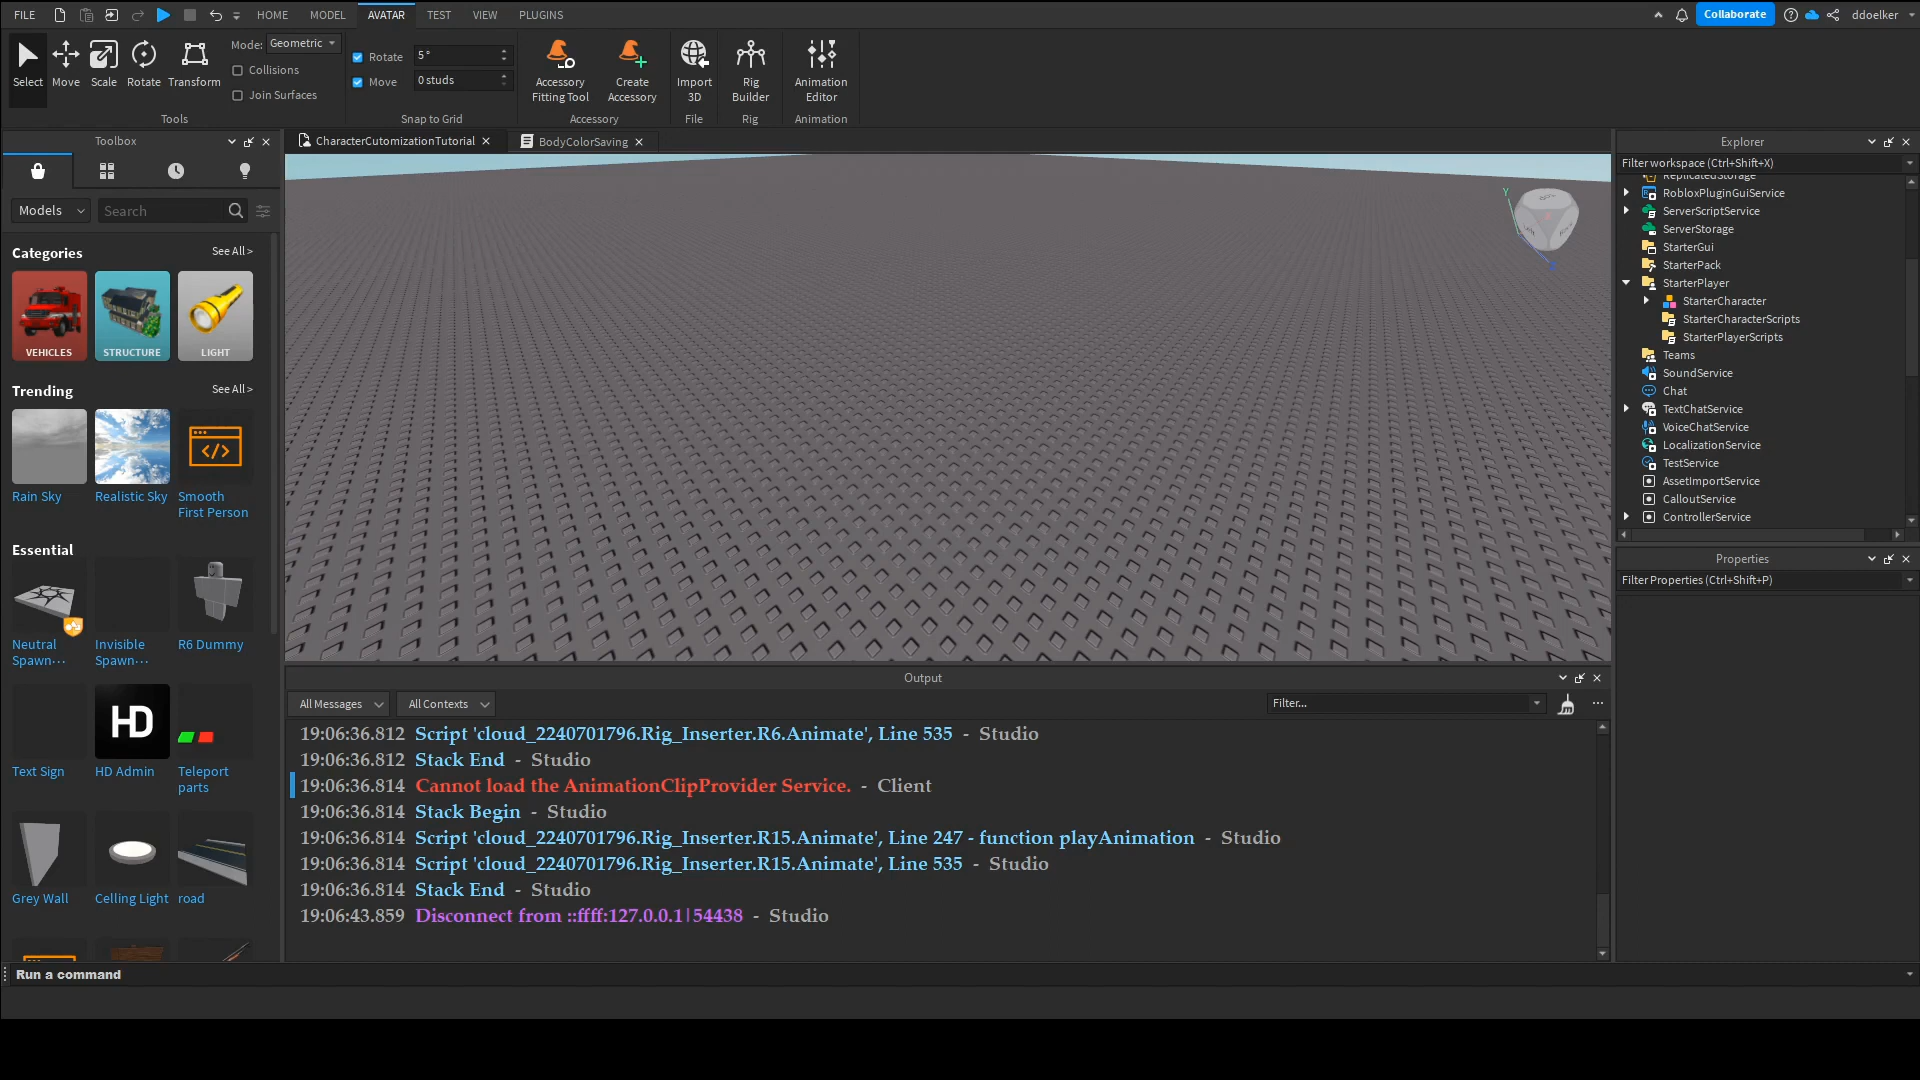 FILE HOME MODEL AVATAR TEST VIEW PLUGINS Collaborate ddoelker
Select Move Scale Rotate Transform
Mode: Geometric
Collisions
Join Surfaces
Tools
Rotate 5 °
Move 0 studs
Snap to Grid
Accessory Fitting Tool
Create Accessory
Accessory
Import 3D
File
Rig Builder
Rig
Animation Editor
Animation
Toolbox
Models Search
Categories See All >
VEHICLES STRUCTURE LIGHT
Trending See All >
Rain Sky Realistic Sky Smooth
First Person
Essential
Neutral Invisible R6 Dummy
Spawn··· Spawn···
HD
Text Sign HD Admin Teleport
parts
Grey Wall Celling Light road
CharacterCutomizationTutorial BodyColorSaving
Y
Output
All Messages All Contexts Filter...
19:06:36.812 Script 'cloud_2240701796.Rig_Inserter.R6.Animate', Line 535 - Studio
19:06:36.812 Stack End - Studio
19:06:36.814 Cannot load the AnimationClipProvider Service. - Client
19:06:36.814 Stack Begin - Studio
19:06:36.814 Script 'cloud_2240701796.Rig_Inserter.R15.Animate', Line 247 - function playAnimation - Studio
19:06:36.814 Script 'cloud_2240701796.Rig_Inserter.R15.Animate', Line 535 - Studio
19:06:36.814 Stack End - Studio
19:06:43.859 Disconnect from ::ffff:127.0.0.1|54438 - Studio
Explorer
Filter workspace (Ctrl+Shift+X)
ReplicatedStorage
RobloxPluginGuiService
ServerScriptService
ServerStorage
StarterGui
StarterPack
StarterPlayer
StarterCharacter
StarterCharacterScripts
StarterPlayerScripts
Teams
SoundService
Chat
TextChatService
VoiceChatService
LocalizationService
TestService
AssetImportService
CalloutService
ControllerService
Properties
Filter Properties (Ctrl+Shift+P)
Run a command